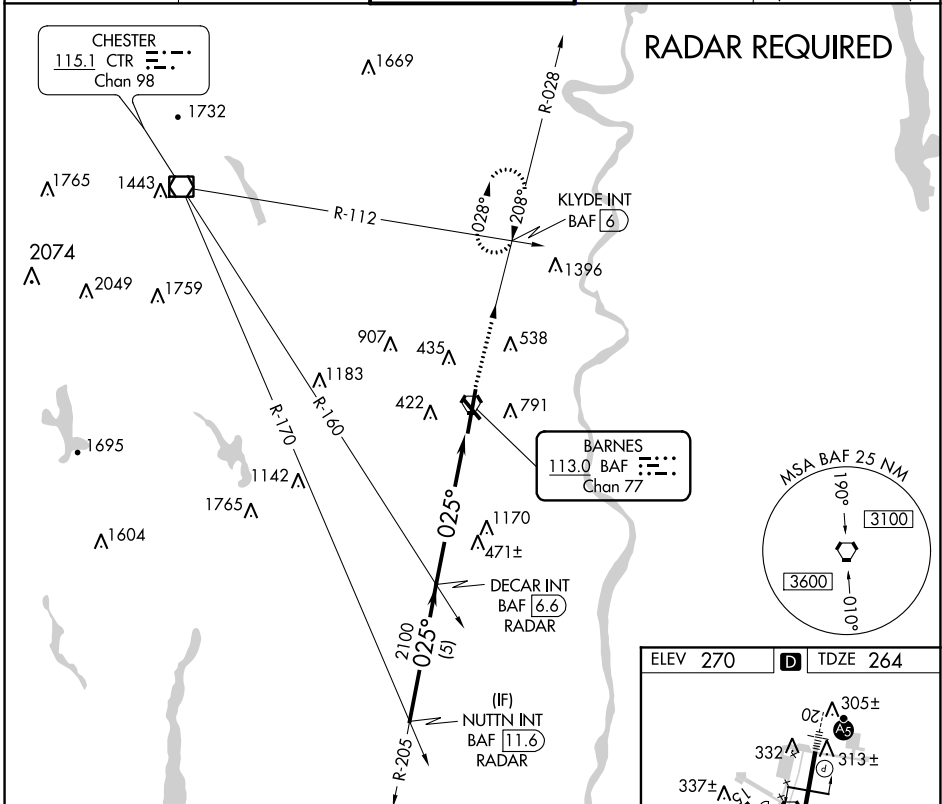 RADAR REQUIRED
CHESTER
115.1 CTR
Chan 98
1669
1732
R-028
1765
1443
R-112
028°
208°
KLYDE INT
BAF 6
2074
2049
1759
1396
907
435
538
1183
R-170
R-160
422
791
1695
BARNES
113.0 BAF
Chan 77
1142
1765
025°
1604
1170
471±
MSA BAF 25 NM
190°
3100
3600
010°
DECAR INT
BAF 6.6
RADAR
2100
025°
(5)
(IF)
NUTTN INT
BAF 11.6
RADAR
R-205
ELEV 270
D
TDZE 264
305±
20
A5
332
313±
P
337±
15